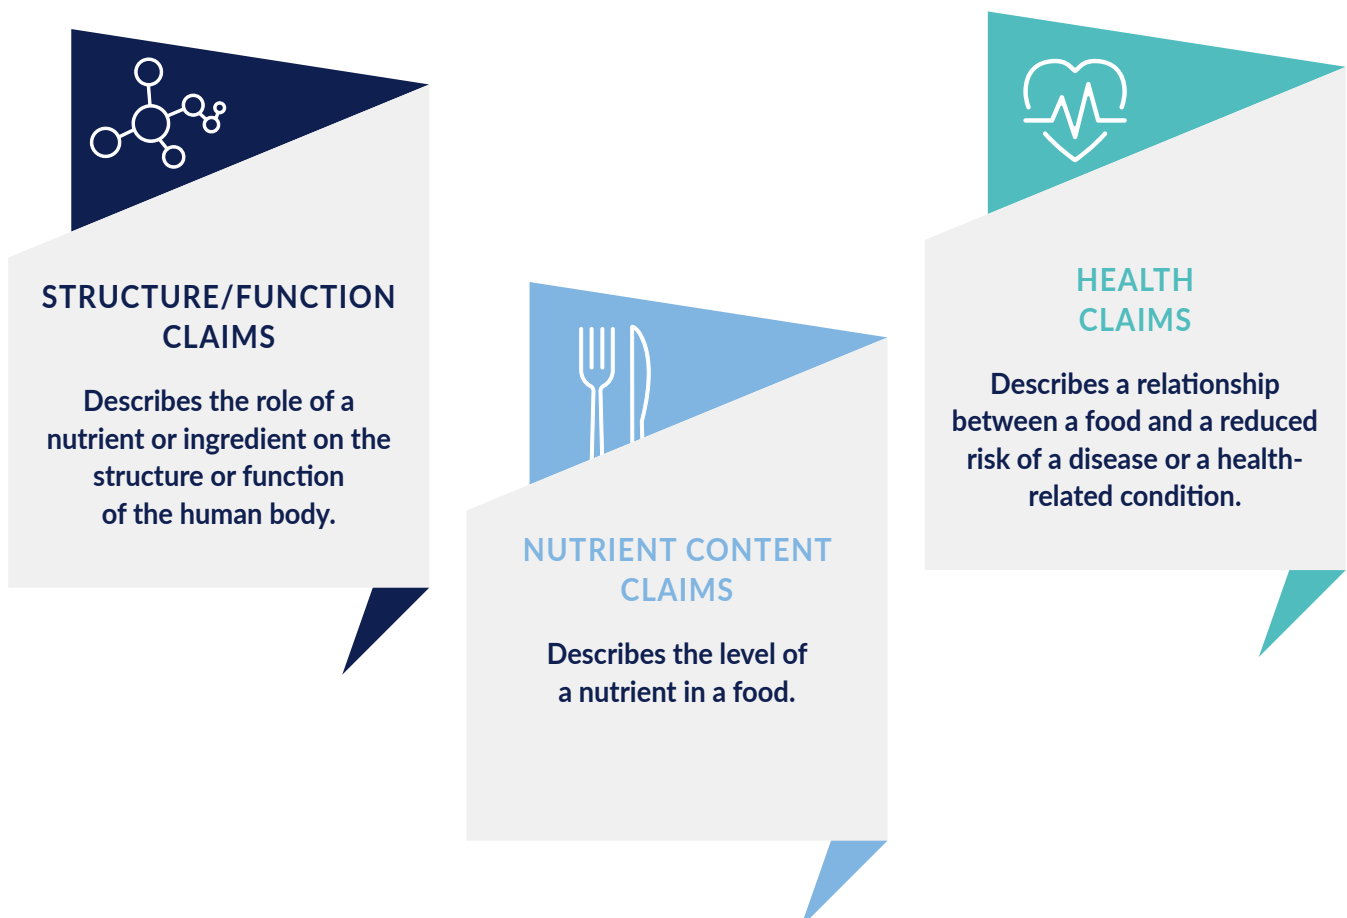 STRUCTURE/FUNCTION
CLAIMS
Describes the role of a
nutrient or ingredient on the
structure or function
of the human body.
NUTRIENT CONTENT
CLAIMS
Describes the level of
a nutrient in a food.
HEALTH
CLAIMS
Describes a relationship
between a food and a reduced
risk of a disease or a health-
related condition.